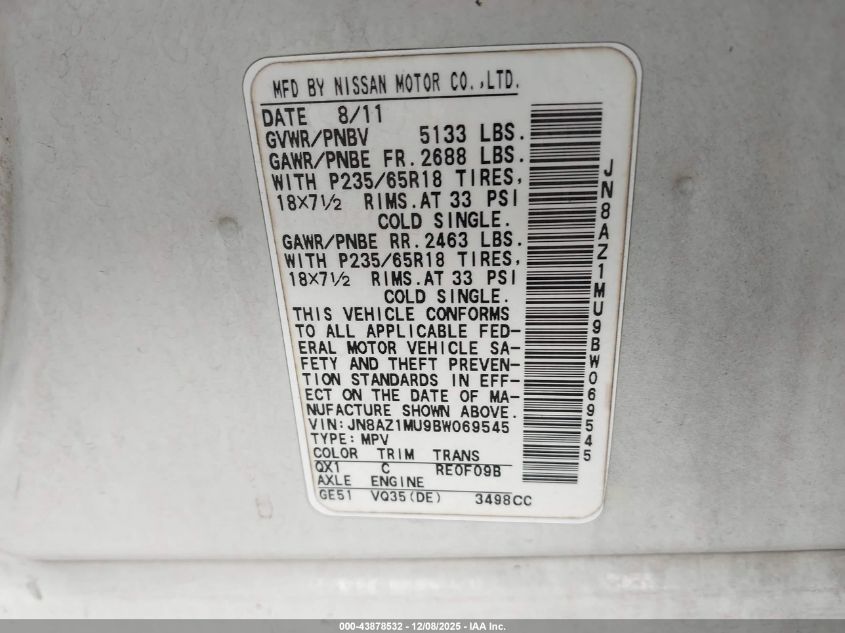 MFD BY NISSAN MOTOR CO.,LTD.
DATE 8/11
GVWR/PNBV 5133 LBS.
GAWR/PNBE FR.2688 LBS.
WITH P235/65R18 TIRES,
18X7½ RIMS.AT 33 PSI
COLD SINGLE.
GAWR/PNBE RR.2463 LBS.
WITH P235/65R18 TIRES,
18X7½ RIMS.AT 33 PSI
COLD SINGLE.
THIS VEHICLE CONFORMS
TO ALL APPLICABLE FED-
ERAL MOTOR VEHICLE SA-
FETY AND THEFT PREVEN-
TION STANDARDS IN EFF-
ECT ON THE DATE OF MA-
NUFACTURE SHOWN ABOVE.
VIN: JN8AZ1MU9BW069545
TYPE: MPV
COLOR TRIM TRANS
QX1 C RE0F09B
AXLE ENGINE
GE51 VQ35(DE) 3498CC
JN8AZ1MU9BW069545
000-43878532 - 12/08/2025 - IAA Inc.